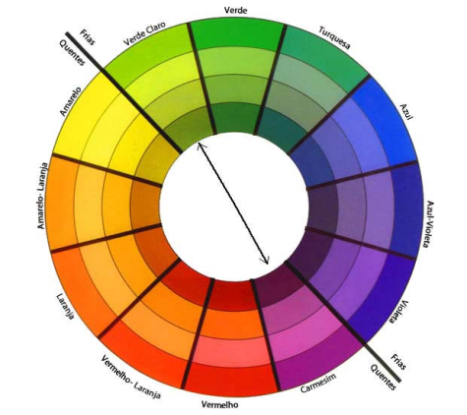 Verde
Turquesa
Azul
Azul-Violeta
Violeta
Frias
Quentes
Carmesim
Vermelho
Vermelho- Laranja
Laranja
Amarelo- Laranja
Amarelo
Quentes
Frias
Verde Claro